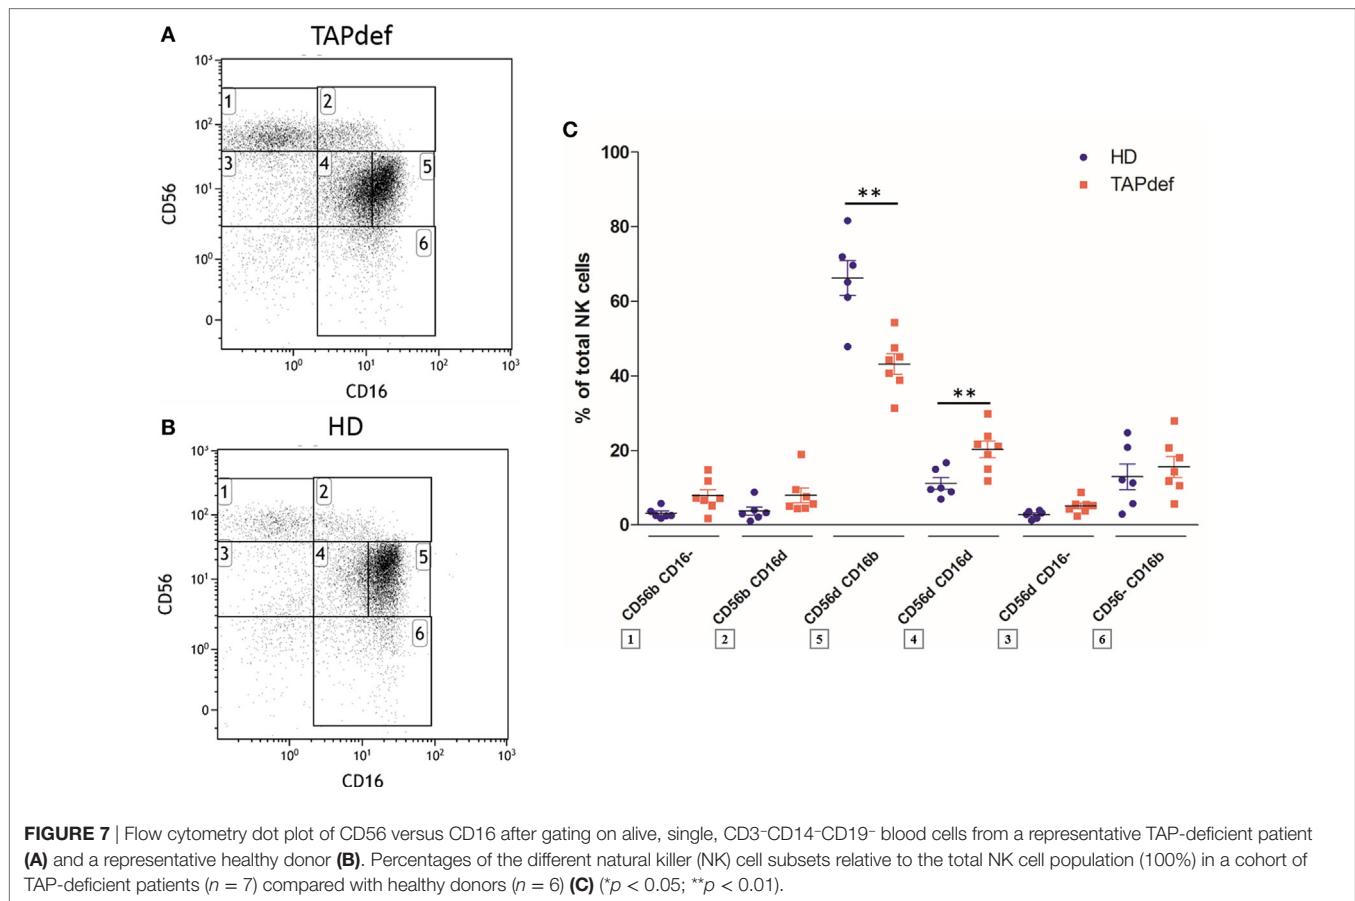 A
TAPdef
10³
10²
10¹
10⁰
0
CD56
1
2
3
4
5
6
10⁰
10¹
10²
10³
CD16
B
HD
10³
10²
10¹
10⁰
0
CD56
1
2
3
4
5
6
10⁰
10¹
10²
10³
CD16
C
% of total NK cells
100
80
60
40
20
0
HD
TAPdef
**
**
CD56b CD16-
CD56b CD16d
CD56d CD16b
CD56d CD16d
CD56d CD16-
CD56- CD16b
1
2
5
4
3
6
FIGURE 7 | Flow cytometry dot plot of CD56 versus CD16 after gating on alive, single, CD3⁻CD14⁻CD19⁻ blood cells from a representative TAP-deficient patient
(A) and a representative healthy donor (B). Percentages of the different natural killer (NK) cell subsets relative to the total NK cell population (100%) in a cohort of
TAP-deficient patients (n = 7) compared with healthy donors (n = 6) (C) (*p < 0.05; **p < 0.01).